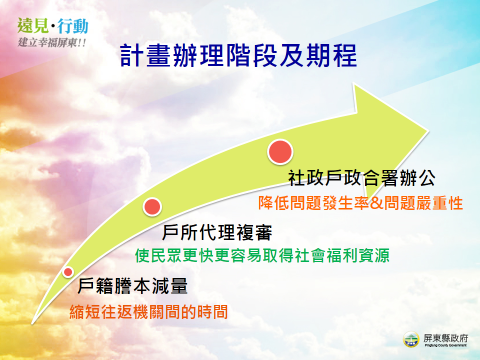 遠見‧行動
建立幸福屏東!!
計畫辦理階段及期程
社政戶政合署辦公
降低問題發生率&問題嚴重性
戶所代理複審
使民眾更快更容易取得社會福利資源
戶籍謄本減量
縮短往返機關間的時間
屏東縣政府
Pingtung County Government